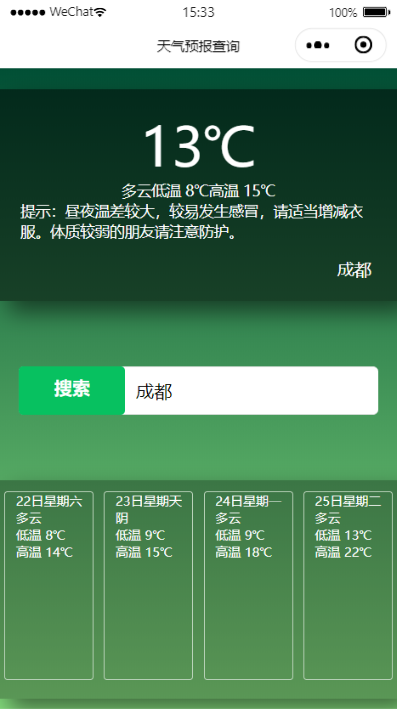 WeChat 15:33 100%
天气预报查询
13℃
多云低温 8℃高温 15℃
提示：昼夜温差较大，较易发生感冒，请适当增减衣
服。体质较弱的朋友请注意防护。
成都
搜索 成都
22日星期六
多云
低温 8℃
高温 14℃
23日星期天
阴
低温 9℃
高温 15℃
24日星期一
多云
低温 9℃
高温 18℃
25日星期二
多云
低温 13℃
高温 22℃